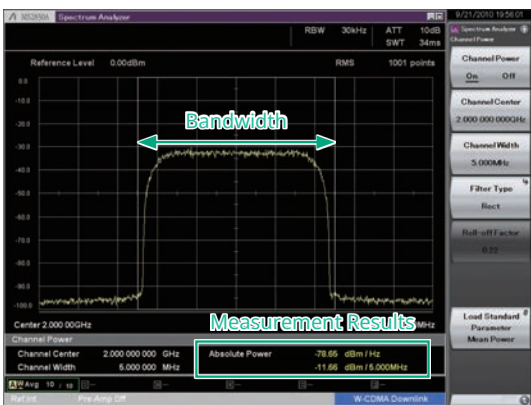 MS2830A Spectrum Analyzer
9/21/2010 19:56:01
RBW 30kHz ATT 10dB
SWT 34ms
Reference Level 0.00dBm RMS 1001 points
0.0
-10.0
-20.0
-30.0
-40.0
-50.0
-60.0
-70.0
-80.0
-90.0
-100.0
Bandwidth
Center 2.000 00GHz
MHz
Measurement Results
Channel Power
Channel Center 2.000 000 000 GHz
Channel Width 5.000 000 MHz
Absolute Power -78.65 dBm / Hz
-11.66 dBm / 5.000MHz
Avg 10 / 10
Ref.Int Pre-Amp Off W-CDMA Downlink
Spectrum Analyzer
Channel Power
Channel Power
On Off
Channel Center
2.000 000 000GHz
Channel Width
5.000MHz
Filter Type
Rect
Roll-off Factor
0.22
Load Standard
Parameter
Mean Power